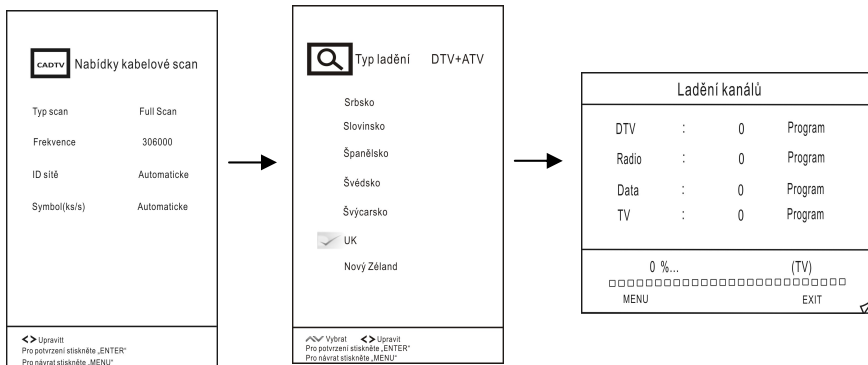 CADTV Nabídky kabelové scan
Typ scan Full Scan
Frekvence 306000
ID sítě Automaticke
Symbol(ks/s) Automaticke
Upravitt
Pro potvrzení stiskněte „ENTER“
Pro návrat stiskněte „MENU“
Typ ladění DTV+ATV
Srbsko
Slovinsko
Španělsko
Švédsko
Švýcarsko
UK
Nový Zéland
Vybrat Upravit
Pro potvrzení stiskněte „ENTER“
Pro návrat stiskněte „MENU“
Ladění kanálů
DTV : 0 Program
Radio : 0 Program
Data : 0 Program
TV : 0 Program
0 %... (TV)
MENU EXIT